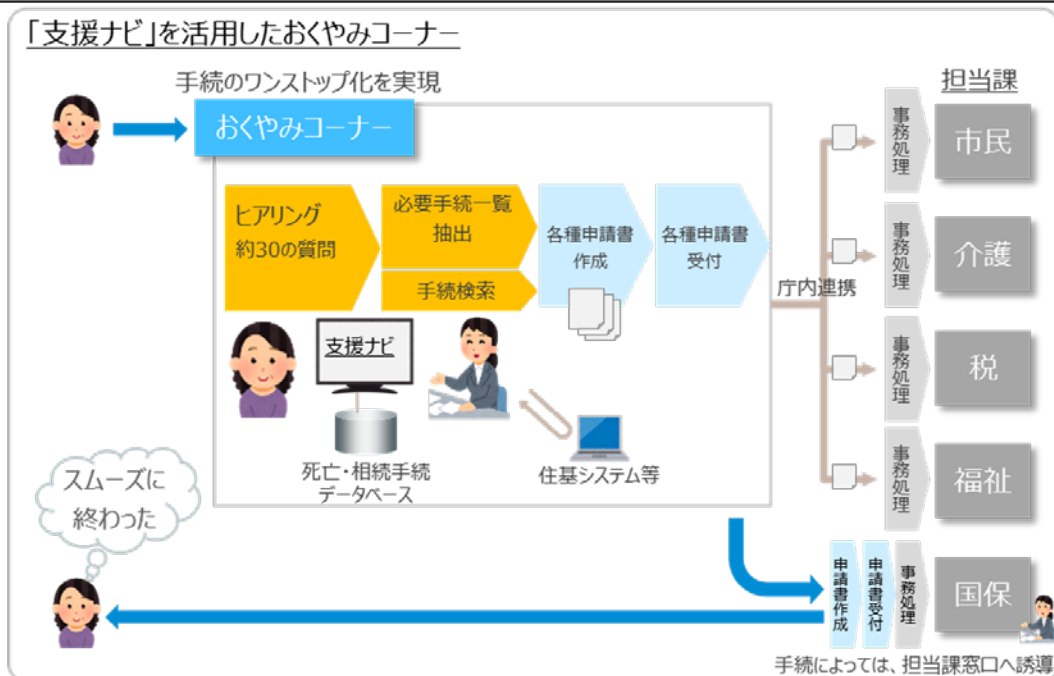 「支援ナビ」を活用したおくやみコーナー
手続のワンストップ化を実現
おくやみコーナー
ヒアリング
約30の質問
必要手続一覧
抽出
手続検索
各種申請書
作成
各種申請書
受付
支援ナビ
死亡・相続手続
データベース
住基システム等
庁内連携
担当課
事務処理
市民
事務処理
介護
事務処理
税
事務処理
福祉
申請書作成
申請書受付
事務処理
国保
手続によっては、担当課窓口へ誘導
スムーズに
終わった